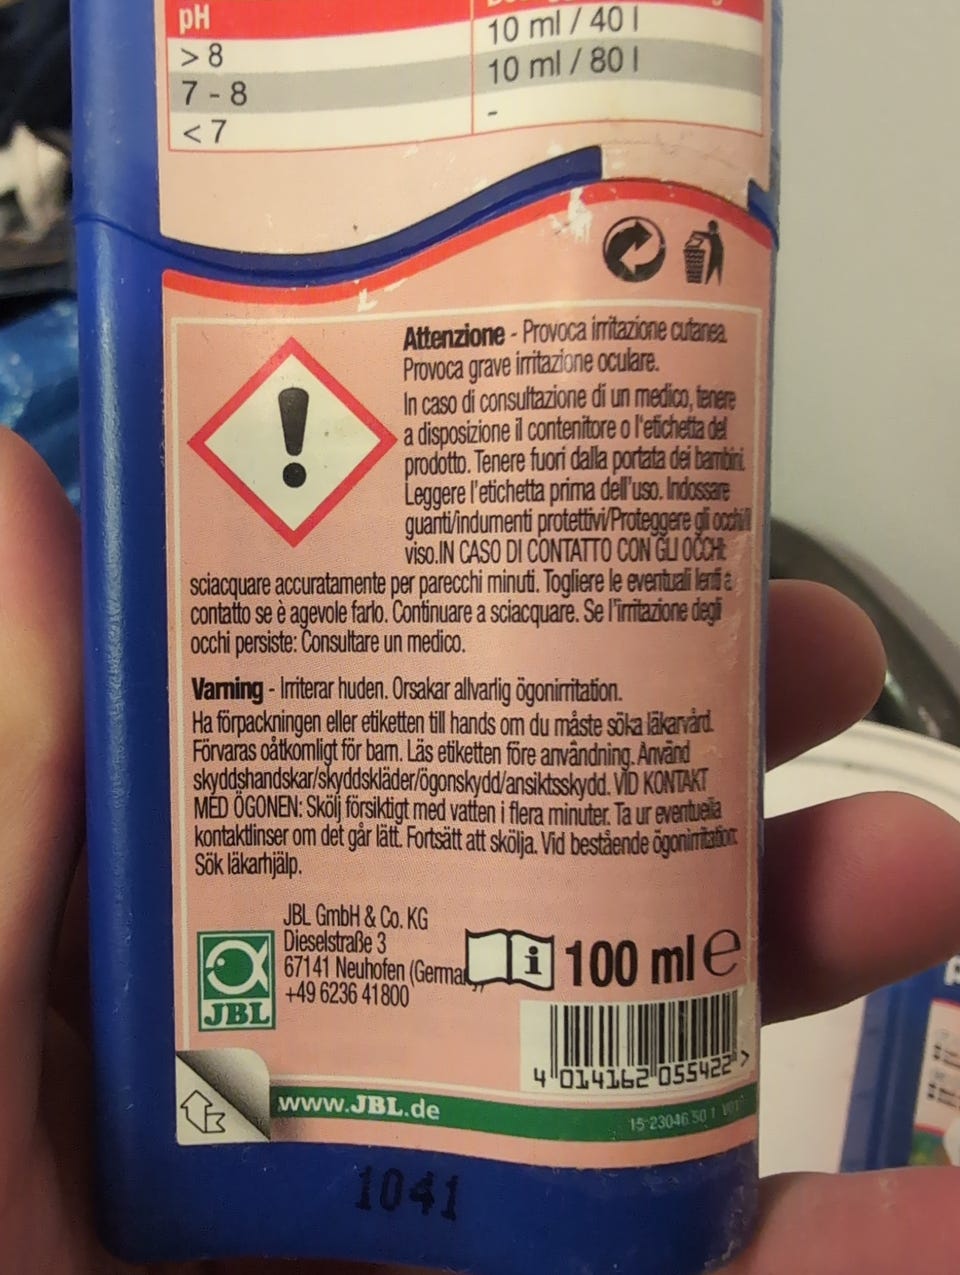 pH
10 ml / 40 l
> 8
10 ml / 80 l
7 - 8
-
< 7
Attenzione - Provoca irritazione cutanea.
Provoca grave irritazione oculare.
In caso di consultazione di un medico, tenere
a disposizione il contenitore o l'etichetta del
prodotto. Tenere fuori dalla portata dei bambini.
Leggere l'etichetta prima dell'uso. Indossare
guanti/indumenti protettivi/Proteggere gli occhi/il
viso.IN CASO DI CONTATTO CON GLI OCCHI:
sciacquare accuratamente per parecchi minuti. Togliere le eventuali lenti a
contatto se è agevole farlo. Continuare a sciacquare. Se l'irritazione degli
occhi persiste: Consultare un medico.
Varning - Irriterar huden. Orsakar allvarlig ögonirritation.
Ha förpackningen eller etiketten till hands om du måste söka läkarvård.
Förvaras oåtkomligt för barn. Läs etiketten före användning. Använd
skyddshandskar/skyddskläder/ögonskydd/ansiktsskydd. VID KONTAKT
MED ÖGONEN: Skölj försiktigt med vatten i flera minuter. Ta ur eventuella
kontaktlinser om det går lätt. Fortsätt att skölja. Vid bestående ögonirritation:
Sök läkarhjälp.
JBL GmbH & Co. KG
Dieselstraße 3
67141 Neuhofen (Germa
+49 6236 41800
JBL
i 100 ml e
4 014162 055422 >
www.JBL.de
15 23046 50 1 V01
1041